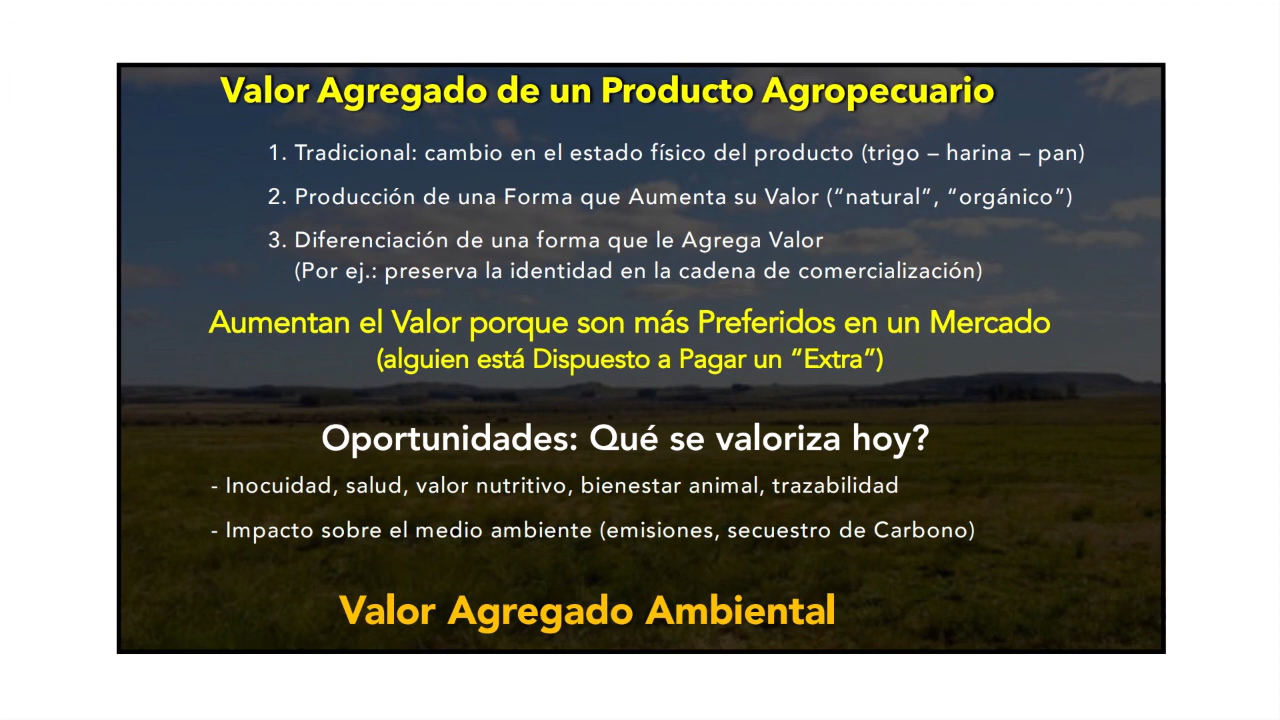 Valor Agregado de un Producto Agropecuario
1. Tradicional: cambio en el estado físico del producto (trigo – harina – pan)
2. Producción de una Forma que Aumenta su Valor (“natural”, “orgánico”)
3. Diferenciación de una forma que le Agrega Valor
(Por ej.: preserva la identidad en la cadena de comercialización)
Aumentan el Valor porque son más Preferidos en un Mercado
(alguien está Dispuesto a Pagar un “Extra”)
Oportunidades: Qué se valoriza hoy?
- Inocuidad, salud, valor nutritivo, bienestar animal, trazabilidad
- Impacto sobre el medio ambiente (emisiones, secuestro de Carbono)
Valor Agregado Ambiental